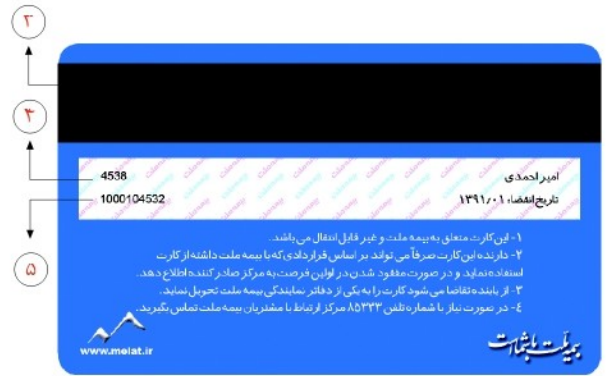 ۳
۴
4538
امیر احمدی
1000104532
تاریخ انقضاء: ۱۳۹۱/۰۱
۵
۱- این کارت متعلق به بیمه ملت و غیر قابل انتقال می باشد.
۲- دارنده این کارت صرفاً می تواند بر اساس قراردادی که با بیمه ملت داشته از کارت
استفاده نماید و در صورت مفقود شدن در اولین فرصت به مرکز صادر کننده اطلاع دهد.
۳- از یابنده تقاضا می شود کارت را به یکی از دفاتر نمایندگی بیمه ملت تحویل نماید.
٤- در صورت نیاز با شماره تلفن ۸۵۳۳۳ مرکز ارتباط با مشتریان بیمه ملت تماس بگیرید.
www.melat.ir
بیمه ملت با شماست